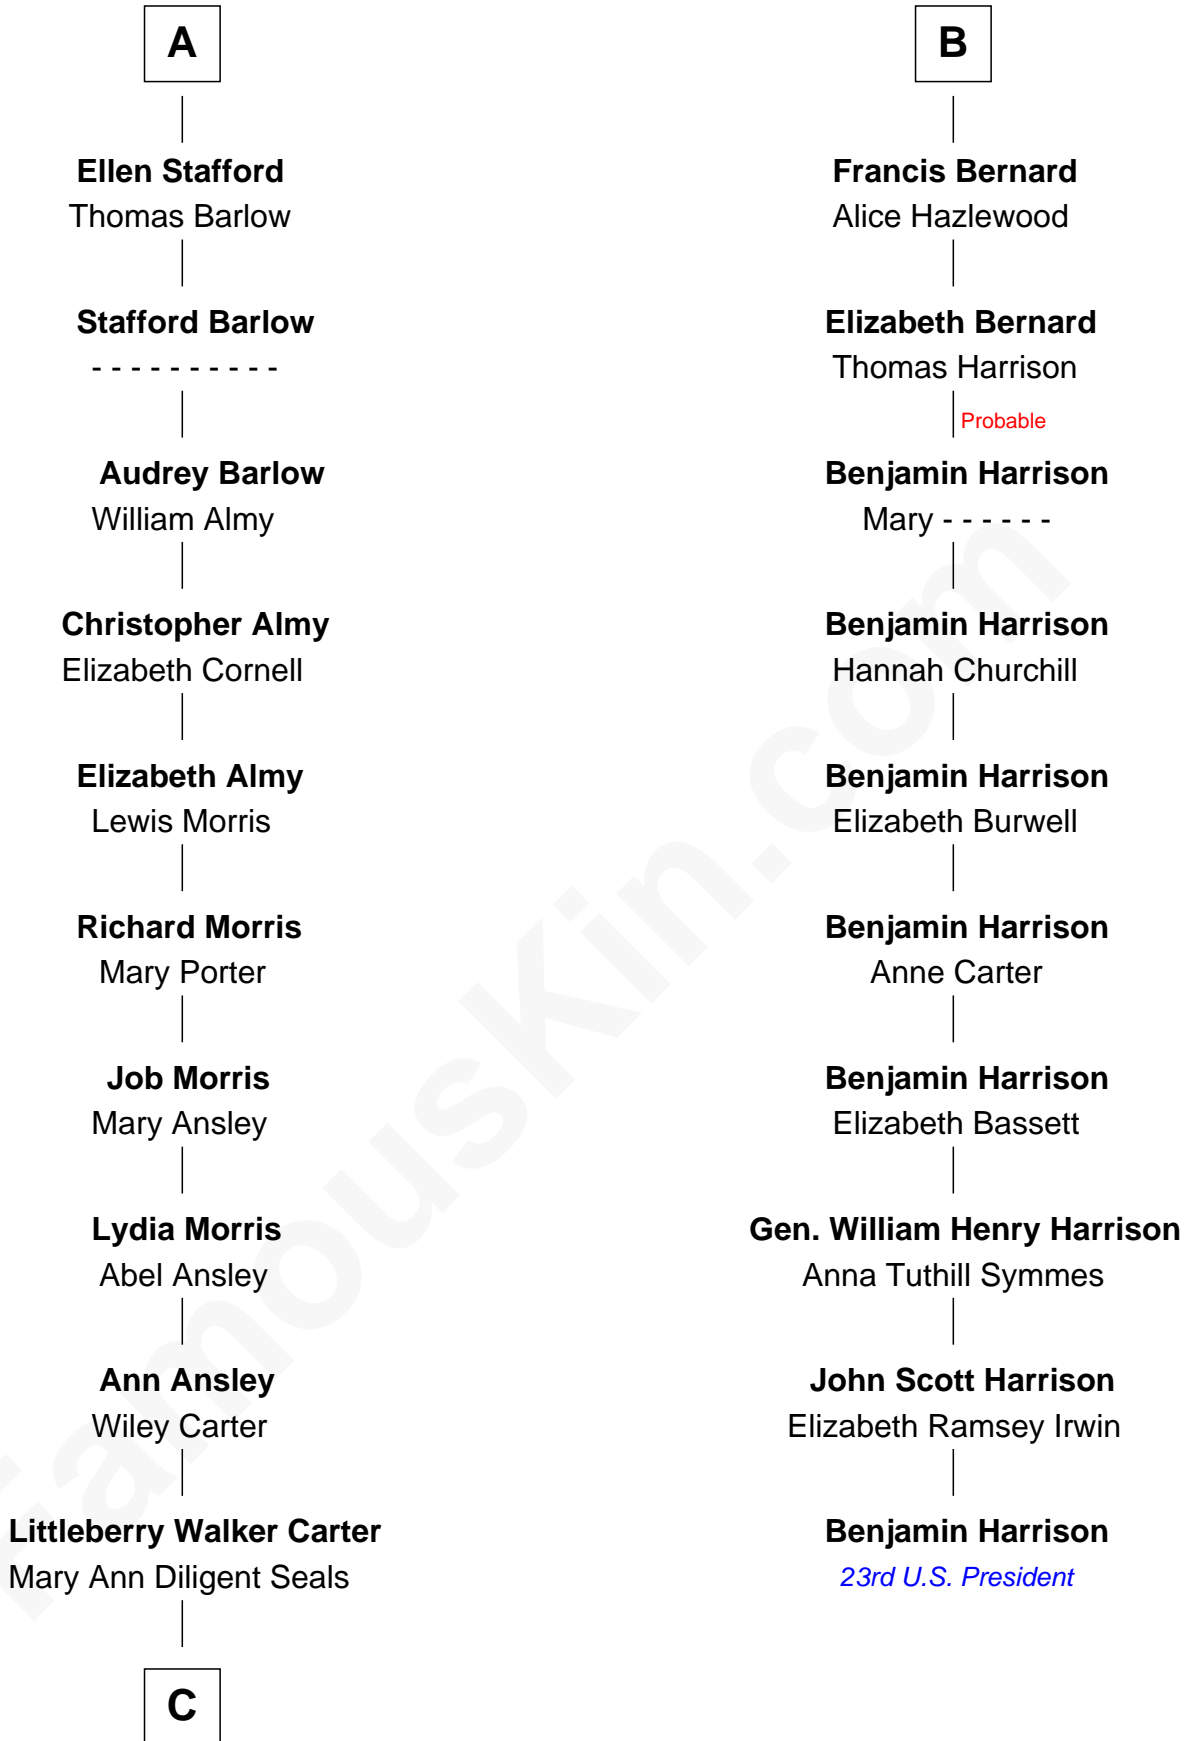 A
Ellen Stafford
Thomas Barlow
Stafford Barlow
- - - - - - - - - -
Audrey Barlow
William Almy
Christopher Almy
Elizabeth Cornell
Elizabeth Almy
Lewis Morris
Richard Morris
Mary Porter
Job Morris
Mary Ansley
Lydia Morris
Abel Ansley
Ann Ansley
Wiley Carter
Littleberry Walker Carter
Mary Ann Diligent Seals
C
B
Francis Bernard
Alice Hazlewood
Elizabeth Bernard
Thomas Harrison
Probable
Benjamin Harrison
Mary - - - - - -
Benjamin Harrison
Hannah Churchill
Benjamin Harrison
Elizabeth Burwell
Benjamin Harrison
Anne Carter
Benjamin Harrison
Elizabeth Bassett
Gen. William Henry Harrison
Anna Tuthill Symmes
John Scott Harrison
Elizabeth Ramsey Irwin
Benjamin Harrison
23rd U.S. President
FamousKin.com